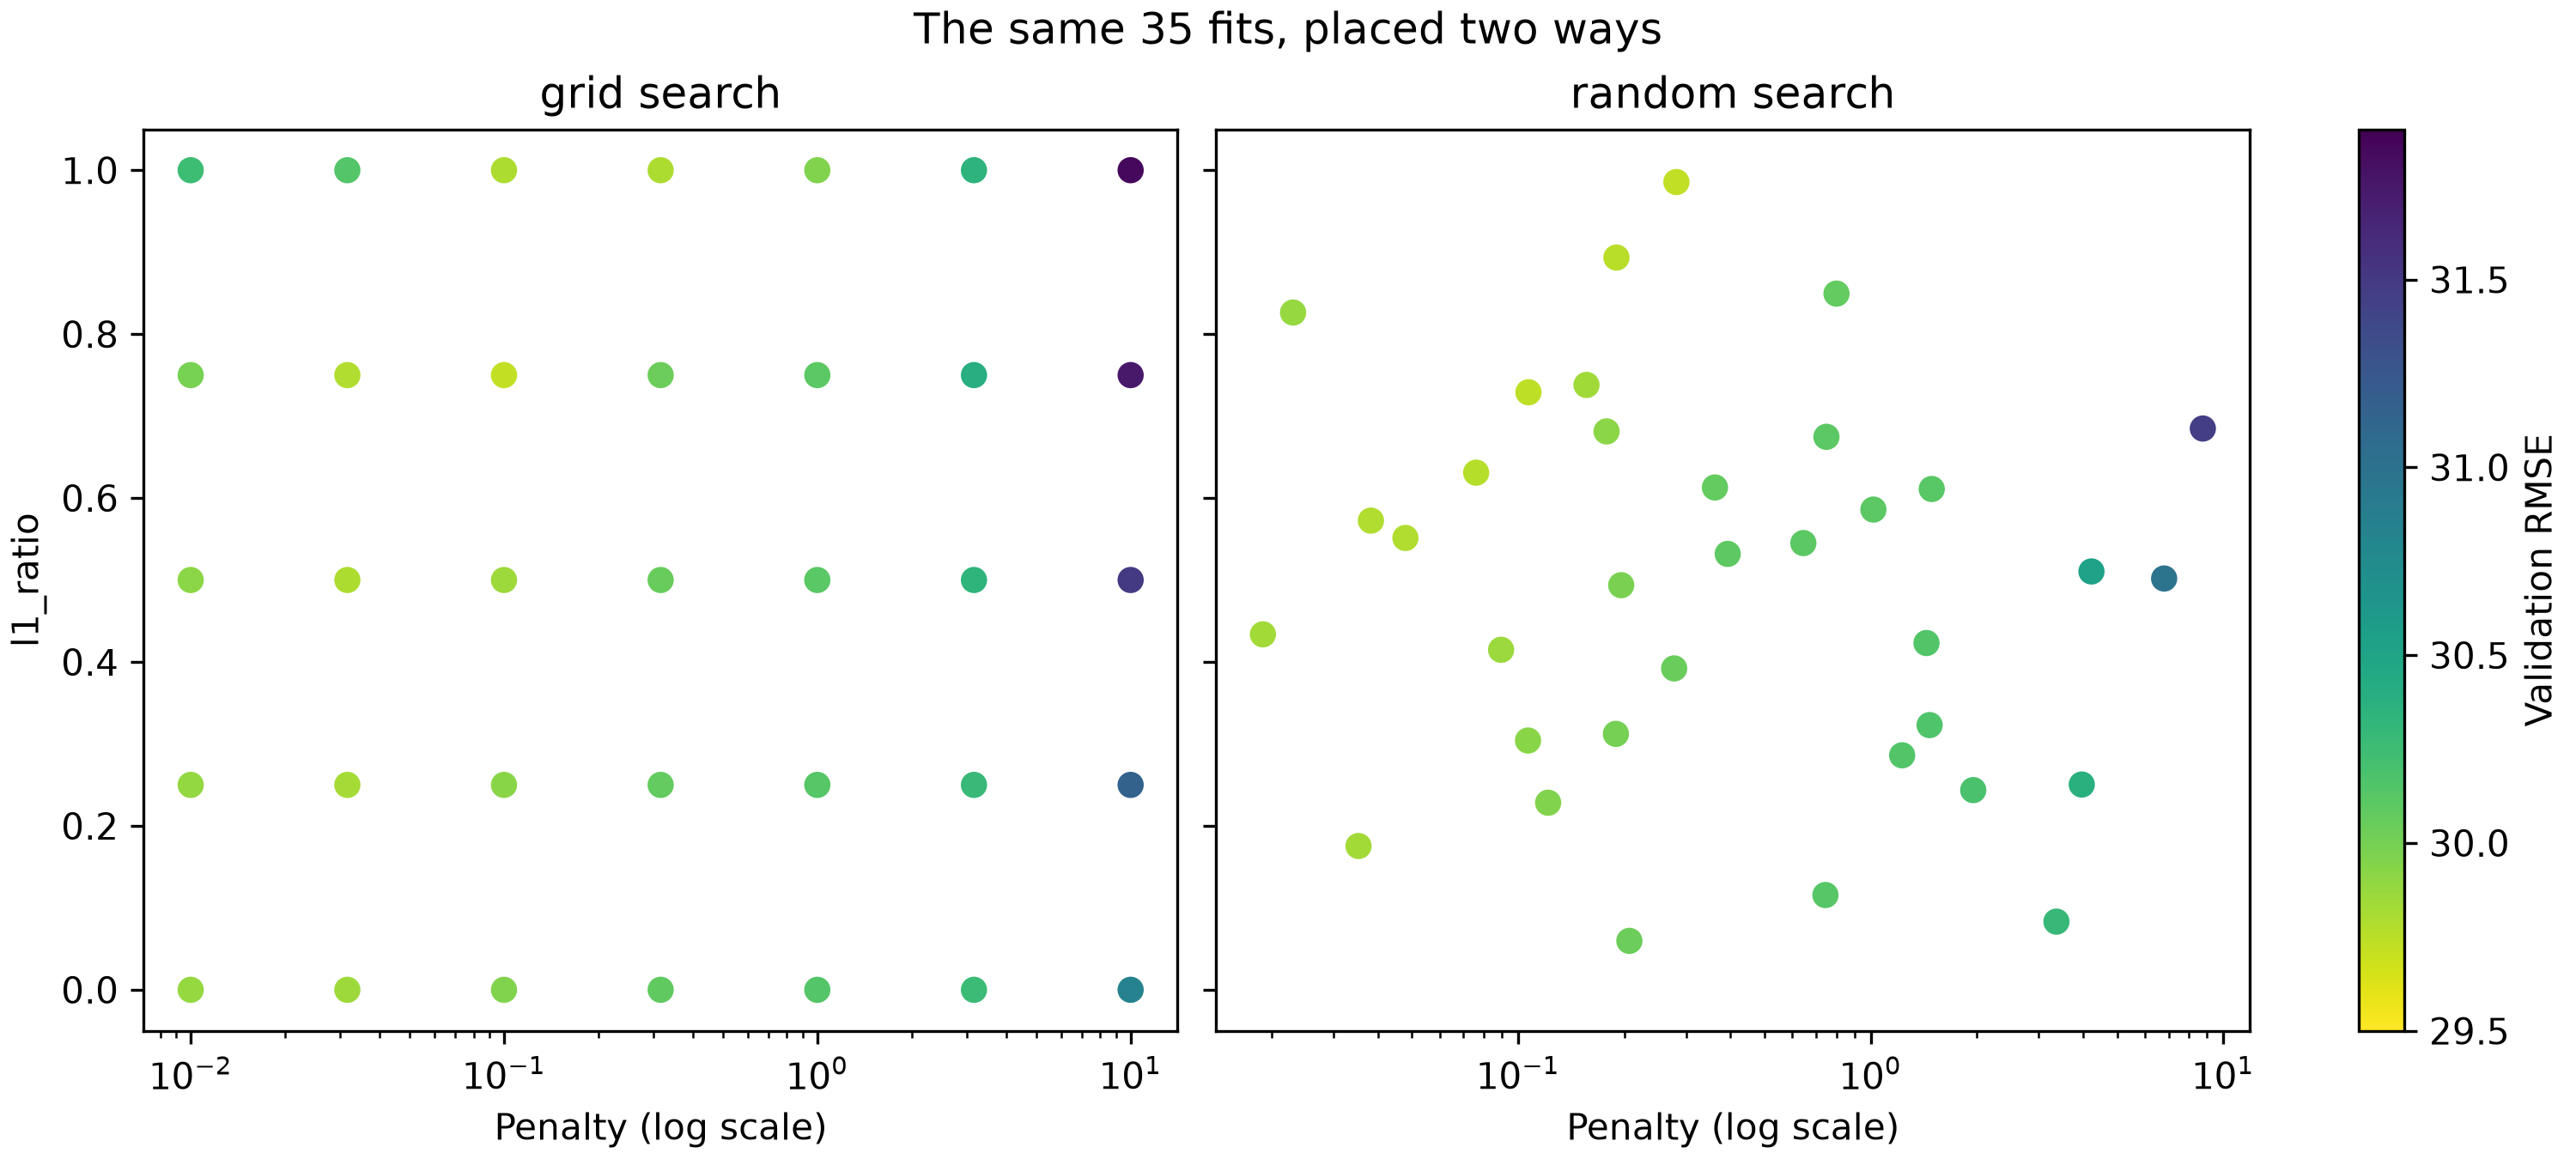 The same 35 fits, placed two ways
grid search
random search
l1_ratio
1.0
0.8
0.6
0.4
0.2
0.0
10⁻²
10⁻¹
10⁰
10¹
Penalty (log scale)
10⁻¹
10⁰
10¹
Penalty (log scale)
31.5
31.0
30.5
30.0
29.5
Validation RMSE